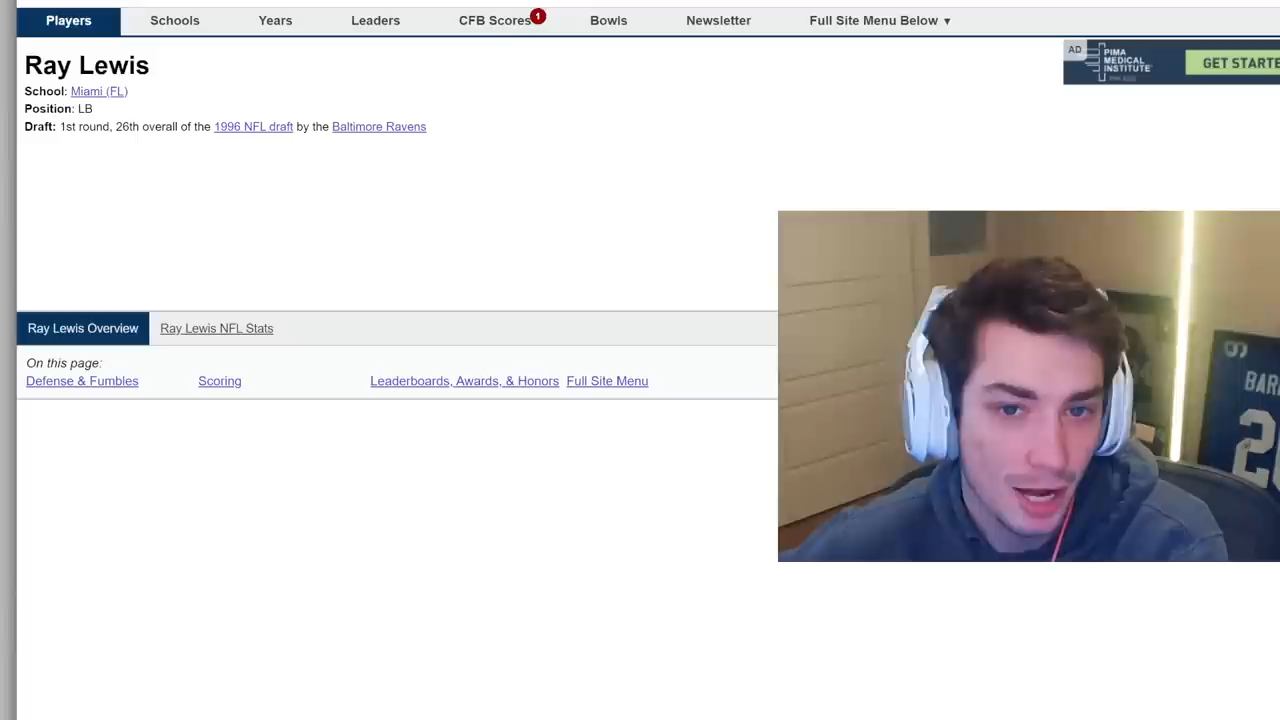 Players Schools Years Leaders CFB Scores 1 Bowls Newsletter Full Site Menu Below ▼
Ray Lewis
School: Miami (FL)
Position: LB
Draft: 1st round, 26th overall of the 1996 NFL draft by the Baltimore Ravens
AD
PIMA
MEDICAL
INSTITUTE
GET STARTE
Ray Lewis Overview Ray Lewis NFL Stats
On this page:
Defense & Fumbles Scoring Leaderboards, Awards, & Honors Full Site Menu
BAR
2